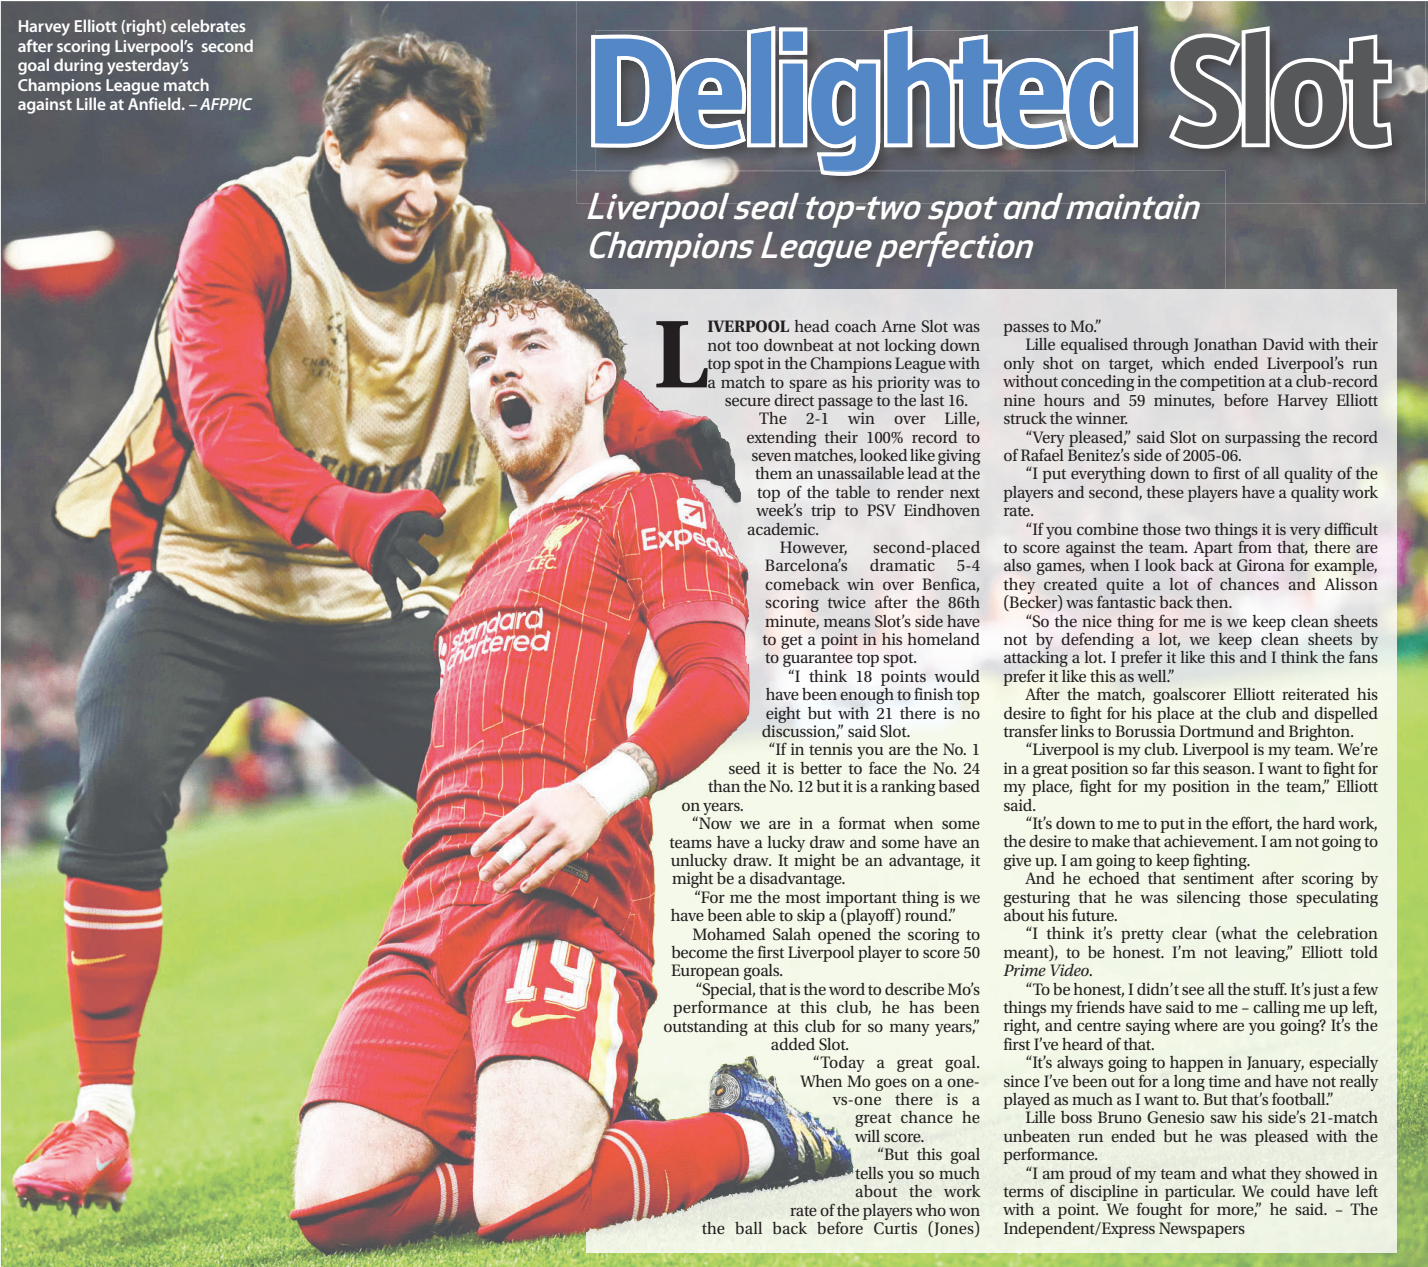 Harvey Elliott (right) celebrates
after scoring Liverpool’s second
goal during yesterday’s
Champions League match
against Lille at Anfield. – AFPPIC
Delighted Slot
Liverpool seal top-two spot and maintain
Champions League perfection
LIVERPOOL head coach Arne Slot was
not too downbeat at not locking down
top spot in the Champions League with
a match to spare as his priority was to
secure direct passage to the last 16.
The 2-1 win over Lille,
extending their 100% record to
seven matches, looked like giving
them an unassailable lead at the
top of the table to render next
week’s trip to PSV Eindhoven
academic.
However, second-placed
Barcelona’s dramatic 5-4
comeback win over Benfica,
scoring twice after the 86th
minute, means Slot’s side have
to get a point in his homeland
to guarantee top spot.
“I think 18 points would
have been enough to finish top
eight but with 21 there is no
discussion,” said Slot.
“If in tennis you are the No. 1
seed it is better to face the No. 24
than the No. 12 but it is a ranking based
on years.
“Now we are in a format when some
teams have a lucky draw and some have an
unlucky draw. It might be an advantage, it
might be a disadvantage.
“For me the most important thing is we
have been able to skip a (playoff) round.”
Mohamed Salah opened the scoring to
become the first Liverpool player to score 50
European goals.
“Special, that is the word to describe Mo’s
performance at this club, he has been
outstanding at this club for so many years,”
added Slot.
“Today a great goal.
When Mo goes on a one-
vs-one there is a
great chance he
will score.
“But this goal
tells you so much
about the work
rate of the players who won
the ball back before Curtis (Jones)
passes to Mo.”
Lille equalised through Jonathan David with their
only shot on target, which ended Liverpool’s run
without conceding in the competition at a club-record
nine hours and 59 minutes, before Harvey Elliott
struck the winner.
“Very pleased,” said Slot on surpassing the record
of Rafael Benitez’s side of 2005-06.
“I put everything down to first of all quality of the
players and second, these players have a quality work
rate.
“If you combine those two things it is very difficult
to score against the team. Apart from that, there are
also games, when I look back at Girona for example,
they created quite a lot of chances and Alisson
(Becker) was fantastic back then.
“So the nice thing for me is we keep clean sheets
not by defending a lot, we keep clean sheets by
attacking a lot. I prefer it like this and I think the fans
prefer it like this as well.”
After the match, goalscorer Elliott reiterated his
desire to fight for his place at the club and dispelled
transfer links to Borussia Dortmund and Brighton.
“Liverpool is my club. Liverpool is my team. We’re
in a great position so far this season. I want to fight for
my place, fight for my position in the team,” Elliott
said.
“It’s down to me to put in the effort, the hard work,
the desire to make that achievement. I am not going to
give up. I am going to keep fighting.
And he echoed that sentiment after scoring by
gesturing that he was silencing those speculating
about his future.
“I think it’s pretty clear (what the celebration
meant), to be honest. I’m not leaving,” Elliott told
Prime Video.
“To be honest, I didn’t see all the stuff. It’s just a few
things my friends have said to me – calling me up left,
right, and centre saying where are you going? It’s the
first I’ve heard of that.
“It’s always going to happen in January, especially
since I’ve been out for a long time and have not really
played as much as I want to. But that’s football.”
Lille boss Bruno Genesio saw his side’s 21-match
unbeaten run ended but he was pleased with the
performance.
“I am proud of my team and what they showed in
terms of discipline in particular. We could have left
with a point. We fought for more,” he said. – The
Independent/Express Newspapers
L.F.C.
standard
chartered
19